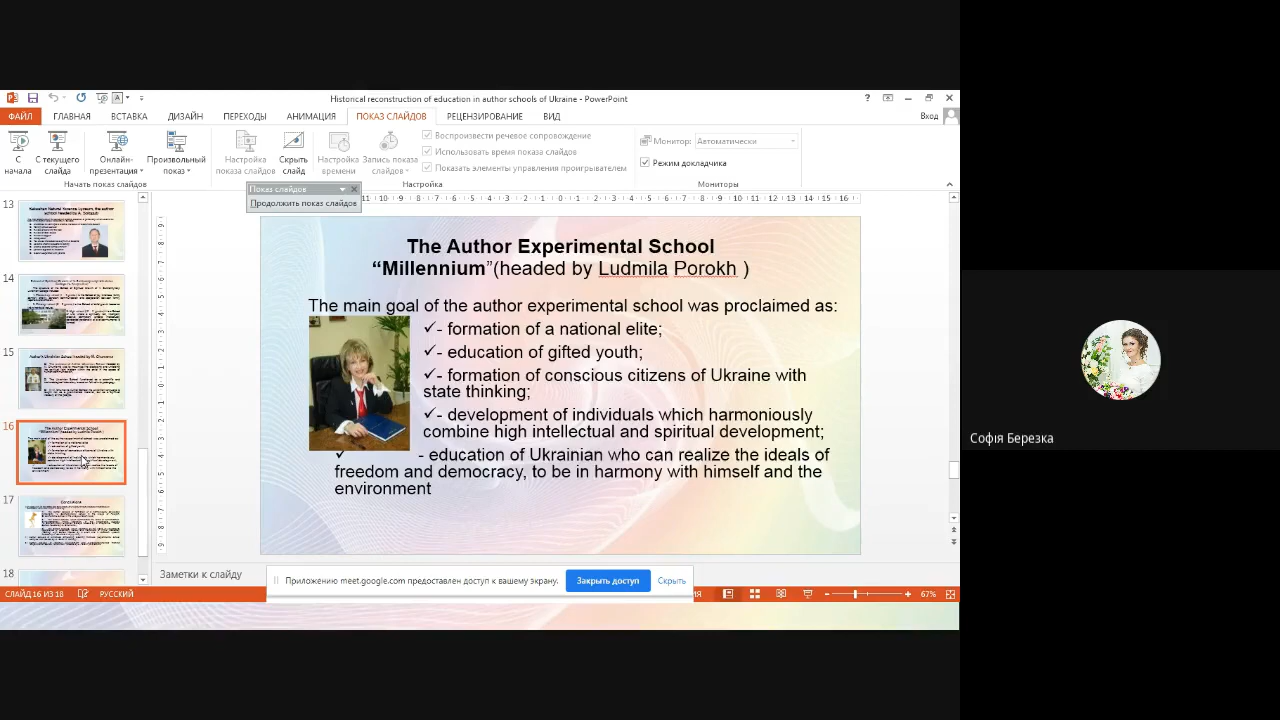 Historical reconstruction of education in author schools of Ukraine - PowerPoint
ФАЙЛ ГЛАВНАЯ ВСТАВКА ДИЗАЙН ПЕРЕХОДЫ АНИМАЦИЯ ПОКАЗ СЛАЙДОВ РЕЦЕНЗИРОВАНИЕ ВИД Вход
С начала
С текущего слайда
Онлайн-презентация
Произвольный показ
Начать показ слайдов
Настройка показа слайдов
Скрыть слайд
Настройка времени
Запись показа слайдов
Воспроизвести речевое сопровождение
Использовать время показа слайдов
Показать элементы управления проигрывателем
Настройка
Монитор: Автоматически
Режим докладчика
Мониторы
Показ слайдов
Продолжить показ слайдов
13
14
15
16
17
18
The Author Experimental School
“Millennium”(headed by Ludmila Porokh )
The main goal of the author experimental school was proclaimed as:
- formation of a national elite;
- education of gifted youth;
- formation of conscious citizens of Ukraine with
state thinking;
- development of individuals which harmoniously
combine high intellectual and spiritual development;
- education of Ukrainian who can realize the ideals of
freedom and democracy, to be in harmony with himself and the
environment
Заметки к слайду
Приложению meet.google.com предоставлен доступ к вашему экрану. Закрыть доступ Скрыть
СЛАЙД 16 ИЗ 18 РУССКИЙ 67%
Софія Березка